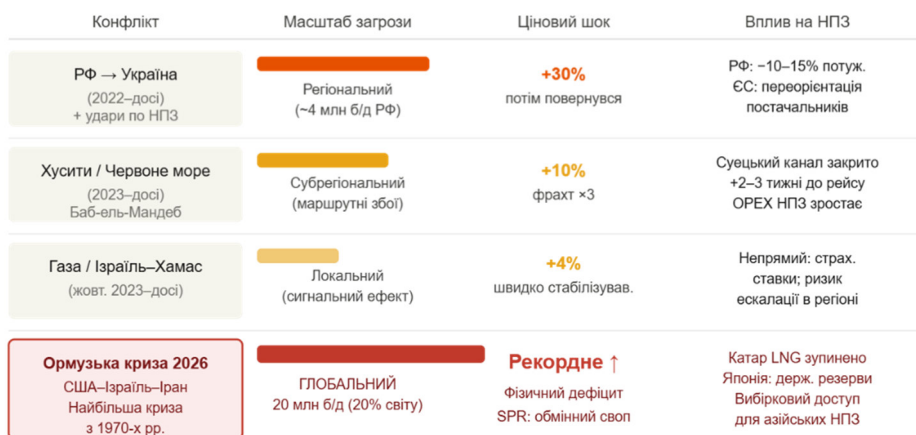 Конфлікт
Масштаб загрози
Ціновий шок
Вплив на НПЗ
РФ → Україна
(2022–досі)
+ удари по НПЗ
Регіональний
(~4 млн б/д РФ)
+30%
потім повернувся
РФ: −10–15% потуж.
ЄС: переорієнтація
постачальників
Хусити / Червоне море
(2023–досі)
Баб-ель-Мандеб
Субрегіональний
(маршрутні збої)
+10%
фрахт ×3
Суецький канал закрито
+2–3 тижні до рейсу
OPEX НПЗ зростає
Газа / Ізраїль–Хамас
(жовт. 2023–досі)
Локальний
(сигнальний ефект)
+4%
швидко стабілізував.
Непрямий: страх.
ставки; ризик
ескалації в регіоні
Ормузька криза 2026
США–Ізраїль–Іран
Найбільша криза
з 1970-х рр.
ГЛОБАЛЬНИЙ
20 млн б/д (20% світу)
Рекордне ↑
Фізичний дефіцит
SPR: обмінний своп
Катар LNG зупинено
Японія: держ. резерви
Вибірковий доступ
для азійських НПЗ